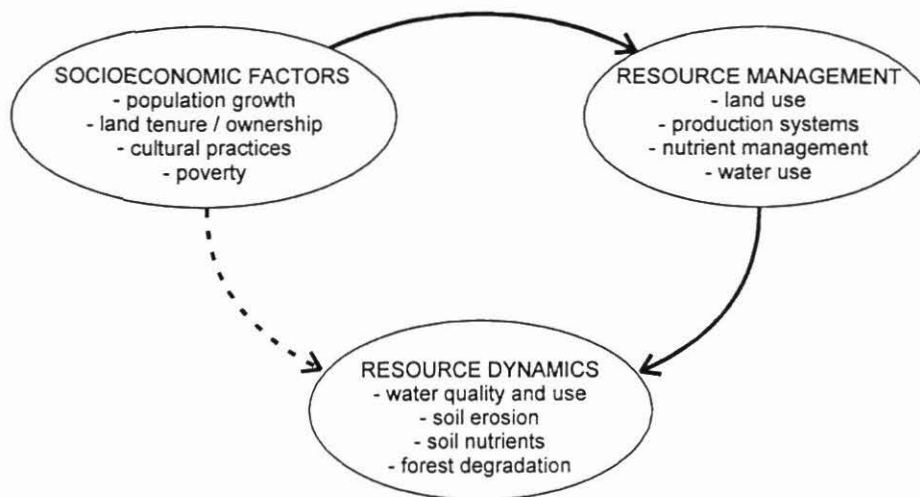 SOCIOECONOMIC FACTORS
- population growth
- land tenure / ownership
- cultural practices
- poverty
RESOURCE MANAGEMENT
- land use
- production systems
- nutrient management
- water use
RESOURCE DYNAMICS
- water quality and use
- soil erosion
- soil nutrients
- forest degradation